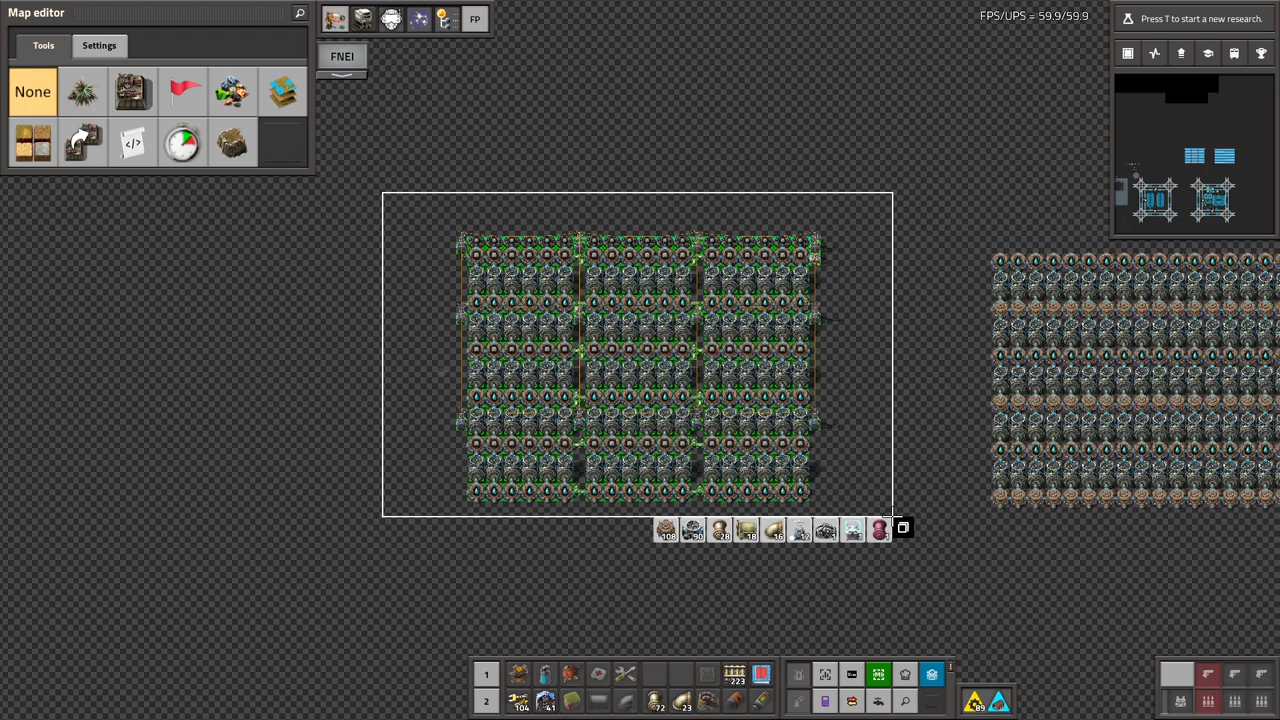 Map editor
Tools
Settings
None
</>
FP
FNEI
FPS/UPS = 59.9/59.9
Press T to start a new research.
108
90
28
18
16
12
1
1
223
2
104
41
72
23
89